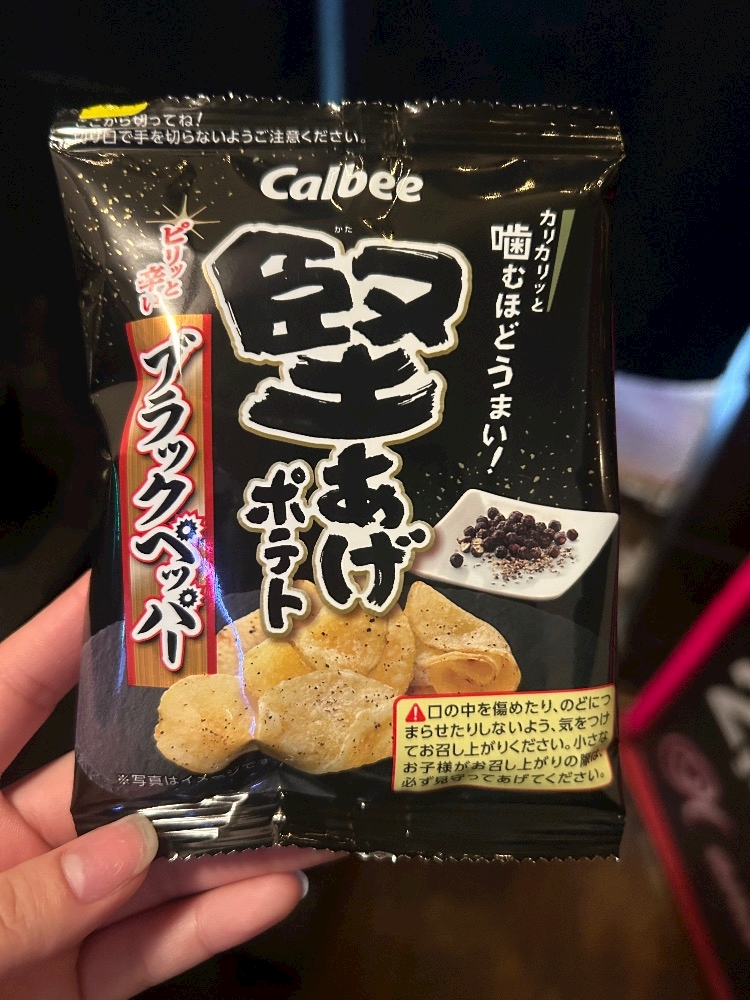 ここから切ってね!
切り口で手を切らないようご注意ください。
Calbee
カリカリッと
噛むほどうまい!
かた
堅あげ
ポテト
ピリッと
辛い
ブラックペッパー
⚠口の中を傷めたり、のどにつ
まらせたりしないよう、気をつけ
てお召し上がりください。小さな
お子様がお召し上がりの際は、
必ず見守ってあげてください。
※写真はイメージです